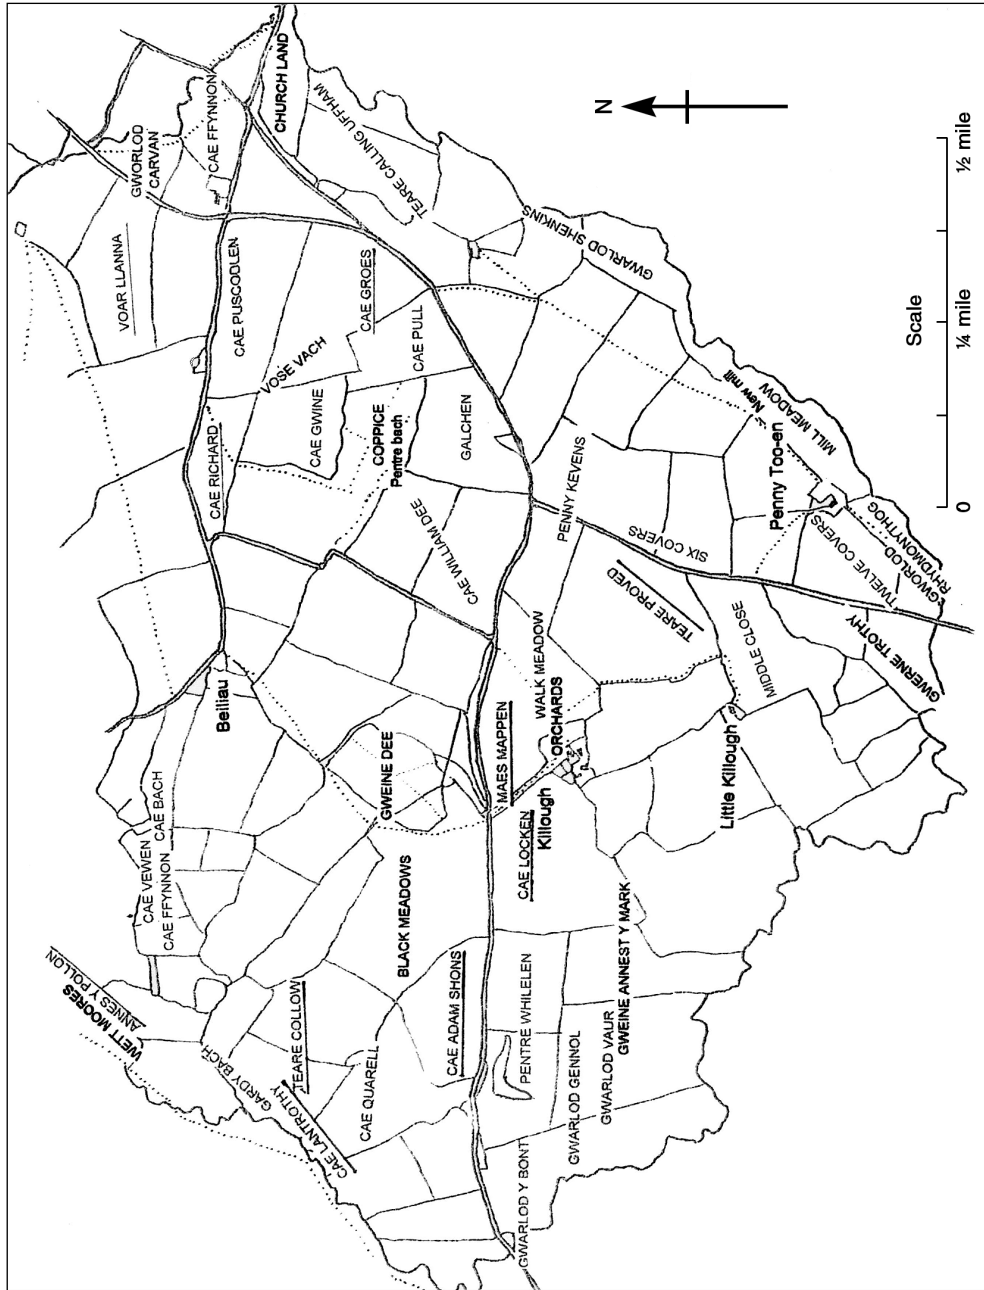 WETT MOORES
ANNES Y POLLON
CAE VEWEN
CAE BACH
CAE FFYNNON
VOAR LLANNA
GWORLOD
CARVAN
CAE FFYNNON
GARDY BACH
Beiliau
CAE RICHARD
CAE PUSCODLEN
CHURCH LAND
CAE LANTROTHY
TEARE COLLOW
VOSE VACH
CAE GWINE
TEARE CALLING UFFHAM
CAE QUARELL
BLACK MEADOWS
GWEINE DEE
COPPICE
Pentre bach
CAE GROES
CAE PULL
CAE ADAM SHONS
CAE WILLIAM DEE
GALCHEN
MAES MAPPEN
GWARLOD Y BONT
PENTRE WHILELEN
CAE LOCKEN
Killough
WALK MEADOW
ORCHARDS
PENNY KEVENS
GWARLOD SHENKINS
GWARLOD GENNOL
GWARLOD VAUR
GWEINE ANNEST Y MARK
TEARE PROVED
SIX COVERS
Little Killough
MIDDLE CLOSE
New mill
MILL MEADOW
Penny Too-en
TWELVE COVERS
GWERNE TROTHY
GWORLOD
RHYDMONYTHOG
N
Scale
0
¼ mile
½ mile